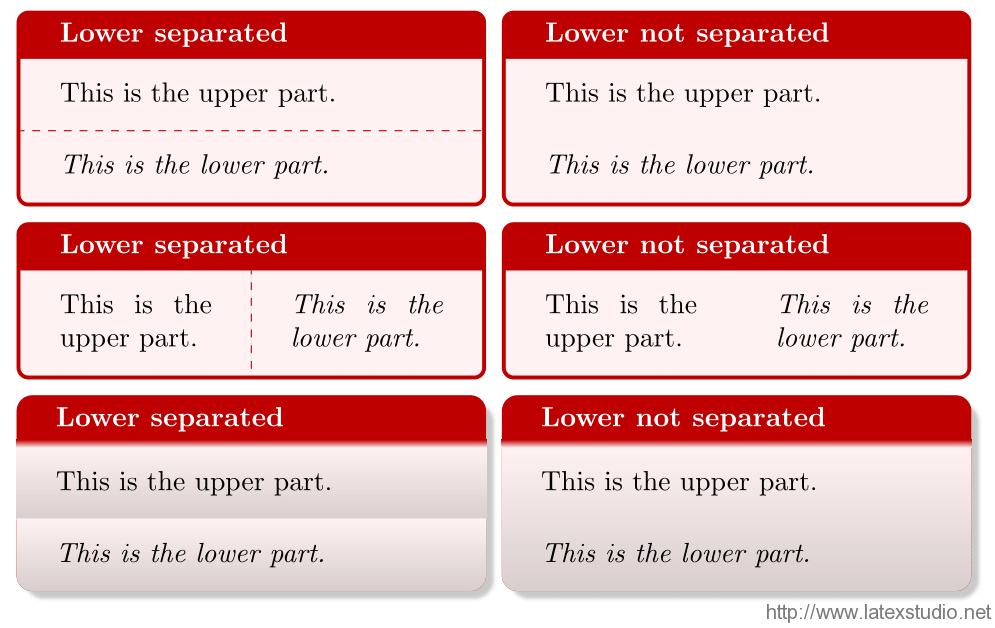 Lower separated
This is the upper part.
This is the lower part.
Lower not separated
This is the upper part.
This is the lower part.
Lower separated
This is the
upper part.
This is the
lower part.
Lower not separated
This is the
upper part.
This is the
lower part.
Lower separated
This is the upper part.
This is the lower part.
Lower not separated
This is the upper part.
This is the lower part.
http://www.latexstudio.net